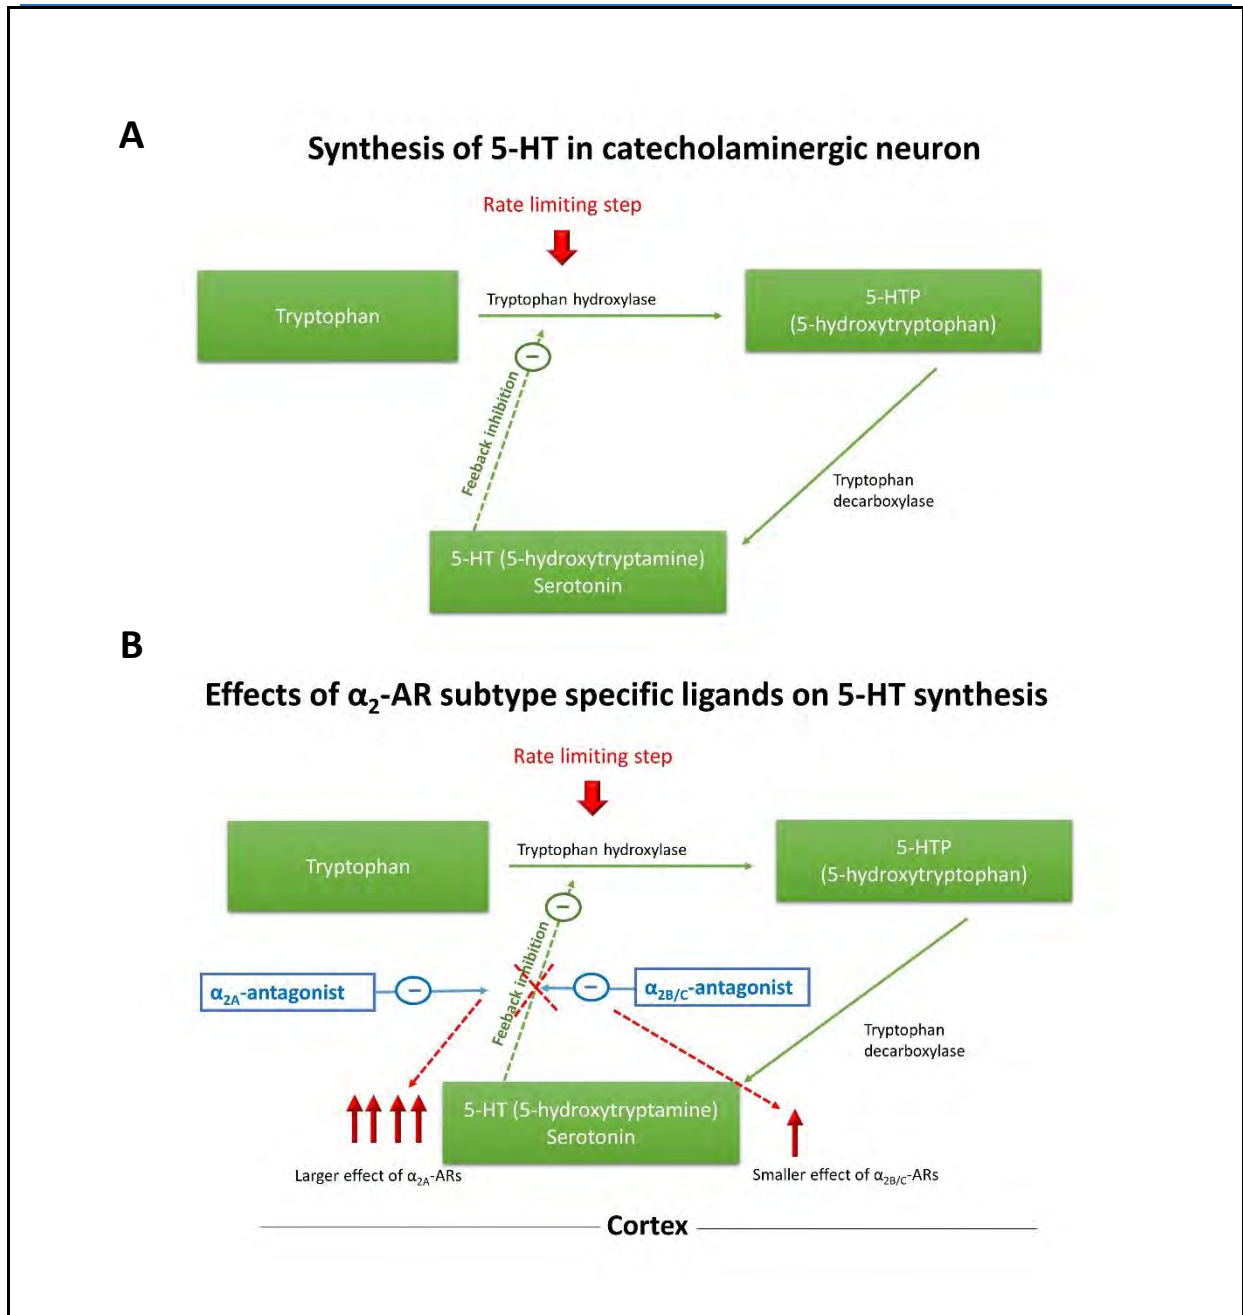 A
Synthesis of 5-HT in catecholaminergic neuron
Rate limiting step
Tryptophan
Tryptophan hydroxylase
5-HTP
(5-hydroxytryptophan)
−
Feeback inhibition
Tryptophan
decarboxylase
5-HT (5-hydroxytryptamine)
Serotonin
B
Effects of α₂-AR subtype specific ligands on 5-HT synthesis
Rate limiting step
Tryptophan
Tryptophan hydroxylase
5-HTP
(5-hydroxytryptophan)
−
Feeback inhibition
α₂A-antagonist
−
−
α₂B/C-antagonist
Tryptophan
decarboxylase
5-HT (5-hydroxytryptamine)
Serotonin
Larger effect of α₂A-ARs
Smaller effect of α₂B/C-ARs
Cortex